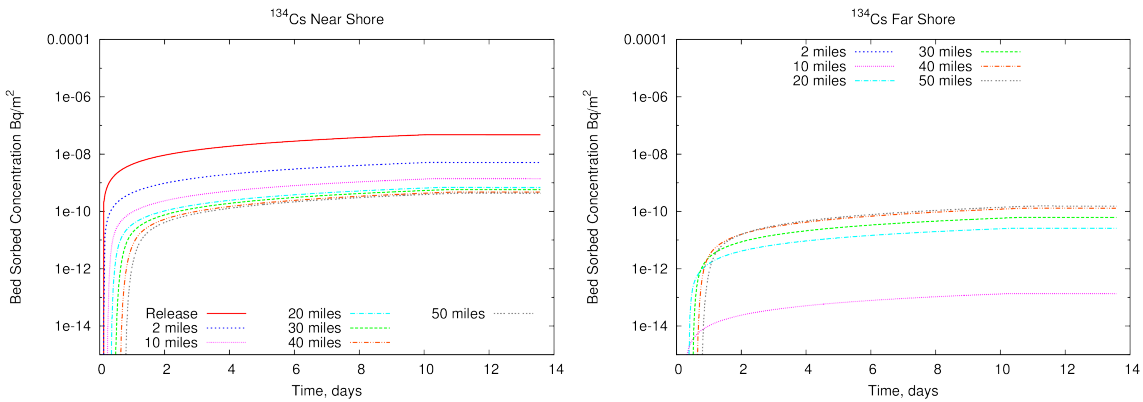 ¹³⁴Cs Near Shore
Bed Sorbed Concentration Bq/m²
0.0001
1e-06
1e-08
1e-10
1e-12
1e-14
Release
2 miles
10 miles
20 miles
30 miles
40 miles
50 miles
0 2 4 6 8 10 12 14
Time, days
¹³⁴Cs Far Shore
Bed Sorbed Concentration Bq/m²
0.0001
1e-06
1e-08
1e-10
1e-12
1e-14
2 miles
10 miles
20 miles
30 miles
40 miles
50 miles
0 2 4 6 8 10 12 14
Time, days